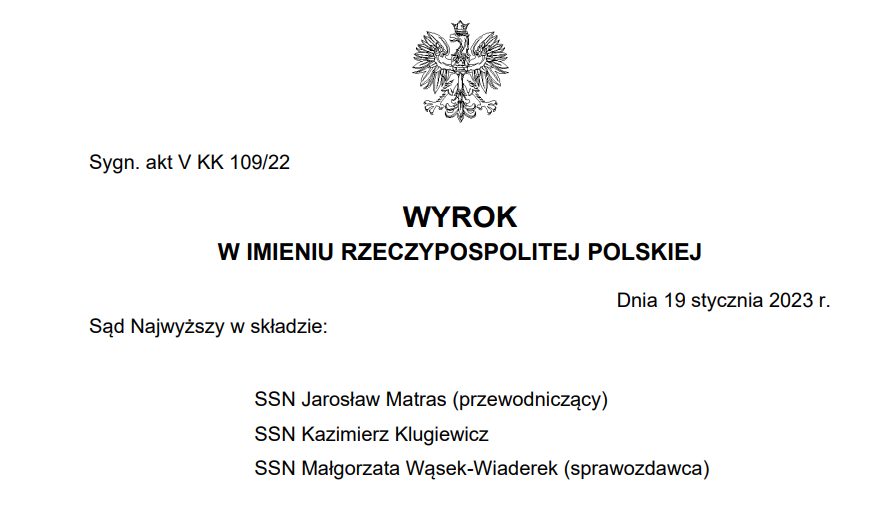 Sygn. akt V KK 109/22
WYROK
W IMIENIU RZECZYPOSPOLITEJ POLSKIEJ
Dnia 19 stycznia 2023 r.
Sąd Najwyższy w składzie:
SSN Jarosław Matras (przewodniczący)
SSN Kazimierz Klugiewicz
SSN Małgorzata Wąsek-Wiaderek (sprawozdawca)